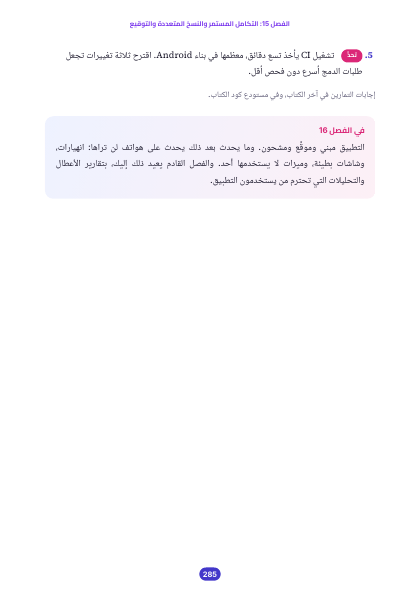 الفصل 15: التكامل المستمر والنسخ المتعددة والتوقيع
5. تحدٍّ تشغيل CI يأخذ تسع دقائق، معظمها في بناء Android. اقترح ثلاثة تغييرات تجعل
طلبات الدمج أسرع دون فحص أقل.
إجابات التمارين في آخر الكتاب، وفي مستودع كود الكتاب.
في الفصل 16
التطبيق مبني وموقَّع ومشحون. وما يحدث بعد ذلك يحدث على هواتف لن تراها: انهيارات،
وشاشات بطيئة، وميزات لا يستخدمها أحد. والفصل القادم يعيد ذلك إليك، بتقارير الأعطال
والتحليلات التي تحترم من يستخدمون التطبيق.
285